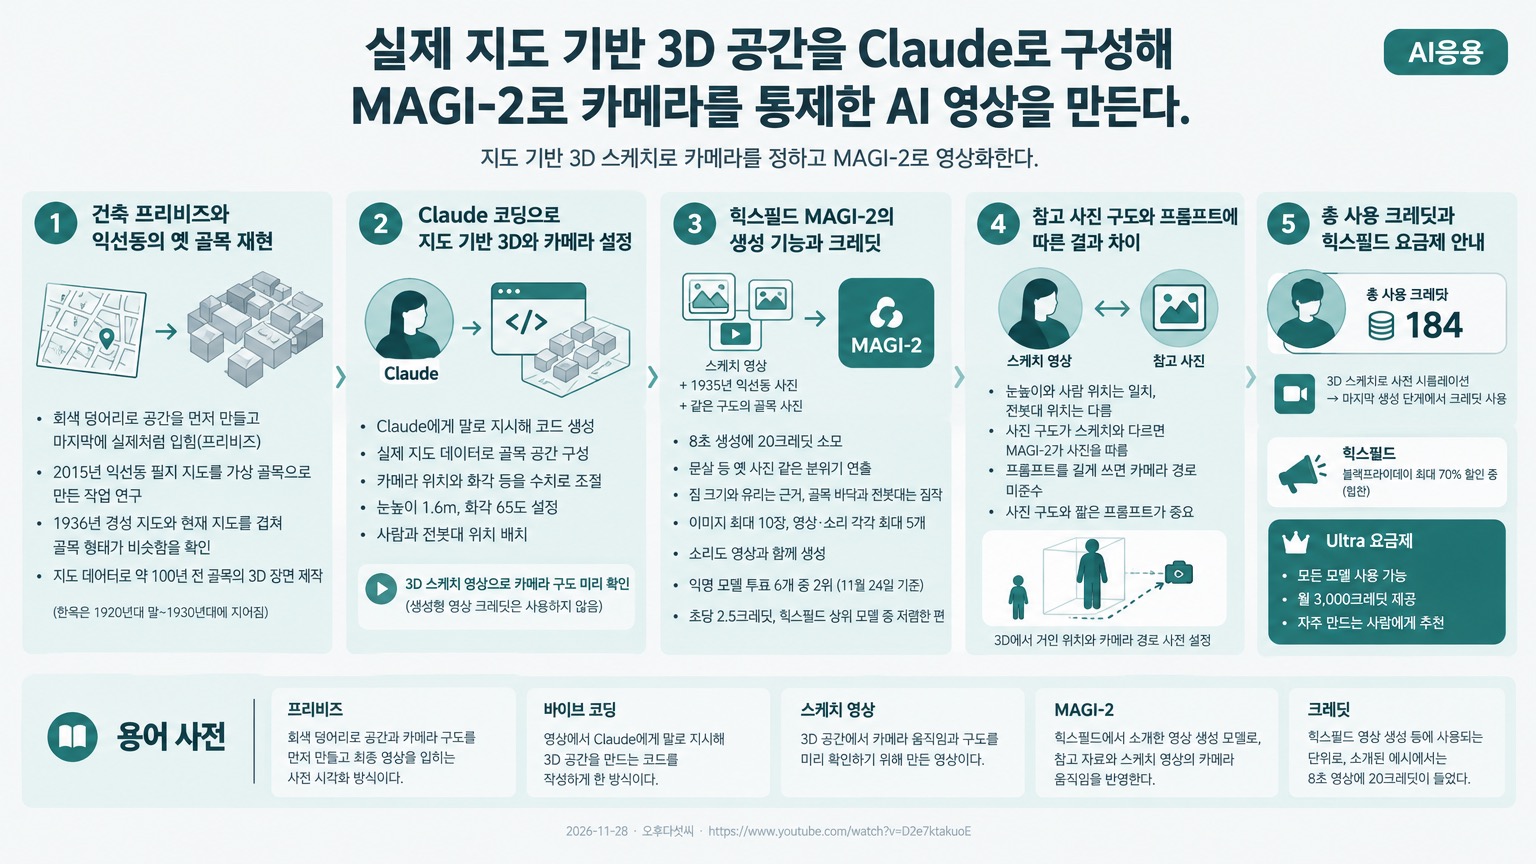 실제 지도 기반 3D 공간을 Claude로 구성해
MAGI-2로 카메라를 통제한 AI 영상을 만든다.
AI응용
지도 기반 3D 스케치로 카메라를 정하고 MAGI-2로 영상화한다.
1
건축 프리비즈와
익선동의 옛 골목 재현
• 회색 덩어리로 공간을 먼저 만들고
마지막에 실제처럼 입힘(프리비즈)
• 2015년 익선동 필지 지도를 가상 골목으로
만든 작업 연구
• 1936년 경성 지도와 현재 지도를 겹쳐
골목 형태가 비슷함을 확인
• 지도 데어터로 약 100년 전 골목의 3D 장면 제작
(한옥은 1920년대 말~1930년대에 지어짐)
2
Claude 코딩으로
지도 기반 3D와 카메라 설정
</>
Claude
• Claude에게 말로 지시해 코드 생성
• 실제 지도 데이터로 골목 공간 구성
• 카메라 위치와 화각 등을 수치로 조절
• 눈높이 1.6m, 화각 65도 설정
• 사람과 전봇대 위치 배치
3D 스케치 영상으로 카메라 구도 미리 확인
(생성형 영상 크레딧은 사용하지 않음)
3
힉스필드 MAGI-2의
생성 기능과 크레딧
MAGI-2
스케치 영상
+ 1935년 익선동 사진
+ 같은 구도의 골목 사진
• 8초 생성에 20크레딧 소모
• 문살 등 옛 사진 같은 분위기 연출
• 짐 크기와 유리는 근거, 골목 바닥과 전봇대는 짐작
• 이미지 최대 10장, 영상·소리 각각 최대 5개
• 소리도 영상과 함께 생성
• 익명 모델 투표 6개 중 2위 (11월 24일 기준)
• 초당 2.5크레딧, 힉스필드 상위 모델 중 저렴한 편
4
참고 사진 구도와 프롬프트에
따른 결과 차이
스케치 영상
참고 사진
• 눈높이와 사람 위치는 일치,
전봇대 위치는 다름
• 사진 구도가 스케치와 다르면
MAGI-2가 사진을 따름
• 프롬프트를 길게 쓰면 카메라 경로
미준수
• 사진 구도와 짧은 프롬프트가 중요
3D에서 거인 위치와 카메라 경로 사전 설정
5
총 사용 크레딧과
힉스필드 요금제 안내
총 사용 크레닷
184
3D 스케치로 사전 시뮬레이션
→ 마지막 생성 단계에서 크레딧 사용
힉스필드
블랙프라이데이 최대 70% 할인 중
(협찬)
Ultra 요금제
• 모든 모델 사용 가능
• 월 3,000크레딧 제공
• 자주 만드는 사람에게 추천
용어 사전
프리비즈
회색 덩어리로 공간과 카메라 구도를
먼저 만들고 최종 영상을 입히는
사전 시각화 방식이다.
바이브 코딩
영상에서 Claude에게 말로 지시해
3D 공간을 만드는 코드를
작성하게 한 방식이다.
스케치 영상
3D 공간에서 카메라 움직임과 구도를
미리 확인하기 위해 만든 영상이다.
MAGI-2
힉스필드에서 소개한 영상 생성 모델로,
참고 자료와 스케치 영상의 카메라
움직임을 반영한다.
크레딧
힉스필드 영상 생성 등에 사용되는
단위로, 소개된 예시에서는
8초 영상에 20크레딧이 들었다.
2026-11-28 · 오후다섯씨 · https://www.youtube.com/watch?v=D2e7ktakuoE